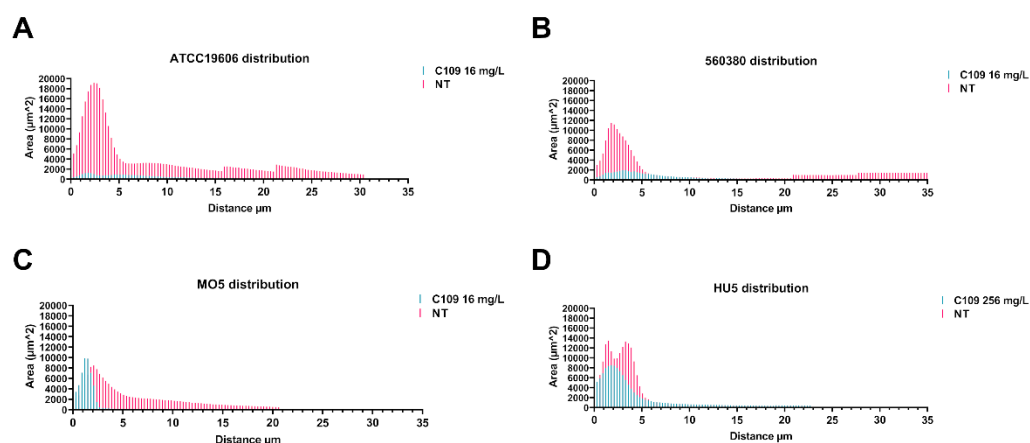 A
ATCC19606 distribution
C109 16 mg/L
NT
Area (µm^2)
20000
18000
16000
14000
12000
10000
8000
6000
4000
2000
0
0 5 10 15 20 25 30 35
Distance µm
B
560380 distribution
C109 16 mg/L
NT
Area (µm^2)
20000
18000
16000
14000
12000
10000
8000
6000
4000
2000
0
0 5 10 15 20 25 30 35
Distance µm
C
MO5 distribution
C109 16 mg/L
NT
Area (µm^2)
20000
18000
16000
14000
12000
10000
8000
6000
4000
2000
0
0 5 10 15 20 25 30 35
Distance µm
D
HU5 distribution
C109 256 mg/L
NT
Area (µm^2)
20000
18000
16000
14000
12000
10000
8000
6000
4000
2000
0
0 5 10 15 20 25 30 35
Distance µm